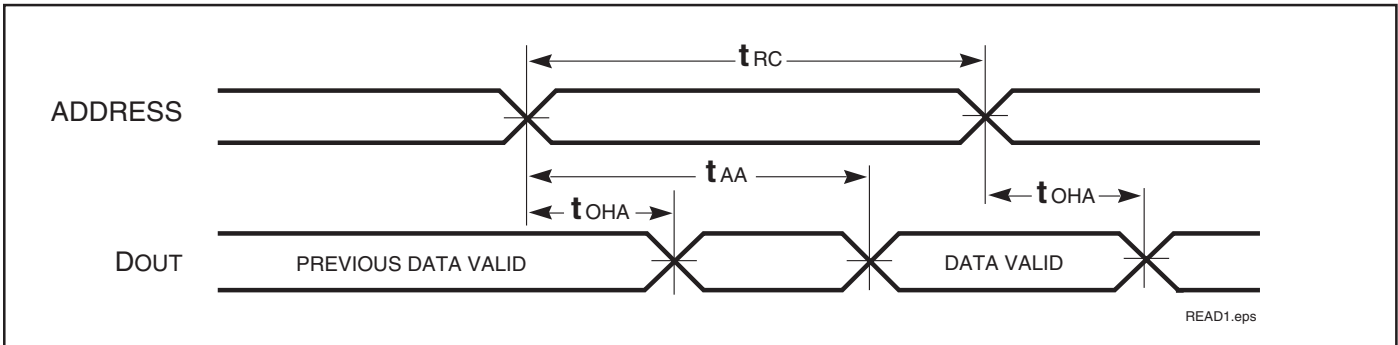 tRC
ADDRESS
tAA
tOHA
tOHA
DOUT
PREVIOUS DATA VALID
DATA VALID
READ1.eps